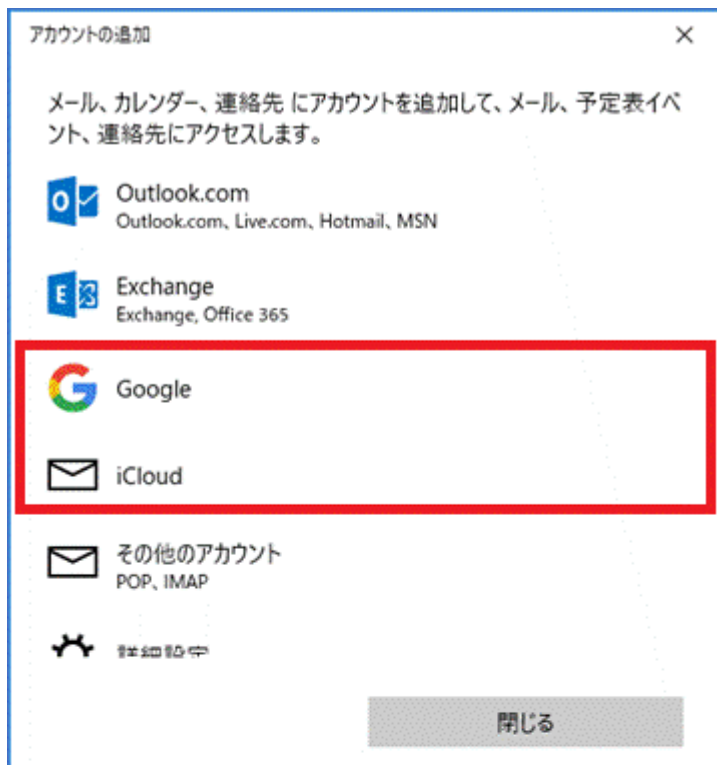 アカウントの追加
メール、カレンダー、連絡先 にアカウントを追加して、メール、予定表イベ
ント、連絡先にアクセスします。
Outlook.com
Outlook.com、Live.com、Hotmail、MSN
Exchange
Exchange, Office 365
Google
iCloud
その他のアカウント
POP、IMAP
詳細設定
閉じる